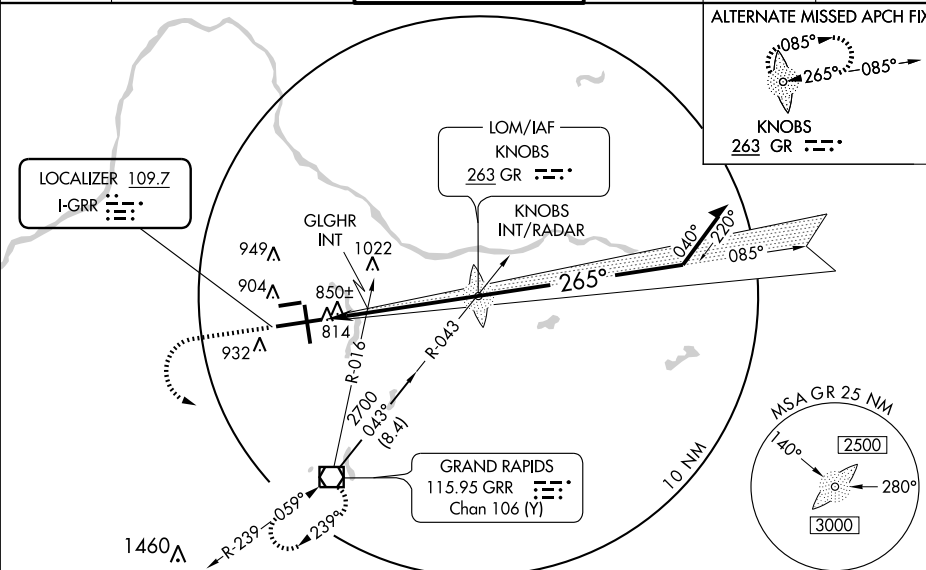 ALTERNATE MISSED APCH FIX
085°
265°
085°
KNOBS
263 GR
LOM/IAF
KNOBS
263 GR
LOCALIZER 109.7
I-GRR
GLGHR
INT
KNOBS
INT/RADAR
1022
949
904
850±
814
932
040°
220°
085°
265°
R-016
R-043
2700
043°
(8.4)
10 NM
MSA GR 25 NM
140°
2500
280°
3000
GRAND RAPIDS
115.95 GRR
Chan 106 (Y)
R-239
059°
239°
1460